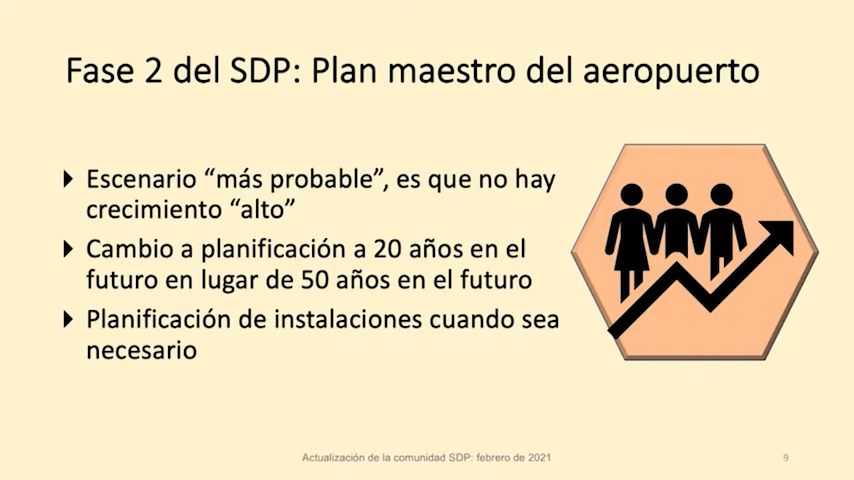 Fase 2 del SDP: Plan maestro del aeropuerto
Escenario “más probable”, es que no hay
crecimiento “alto”
Cambio a planificación a 20 años en el
futuro en lugar de 50 años en el futuro
Planificación de instalaciones cuando sea
necesario
Actualización de la comunidad SDP: febrero de 2021
9